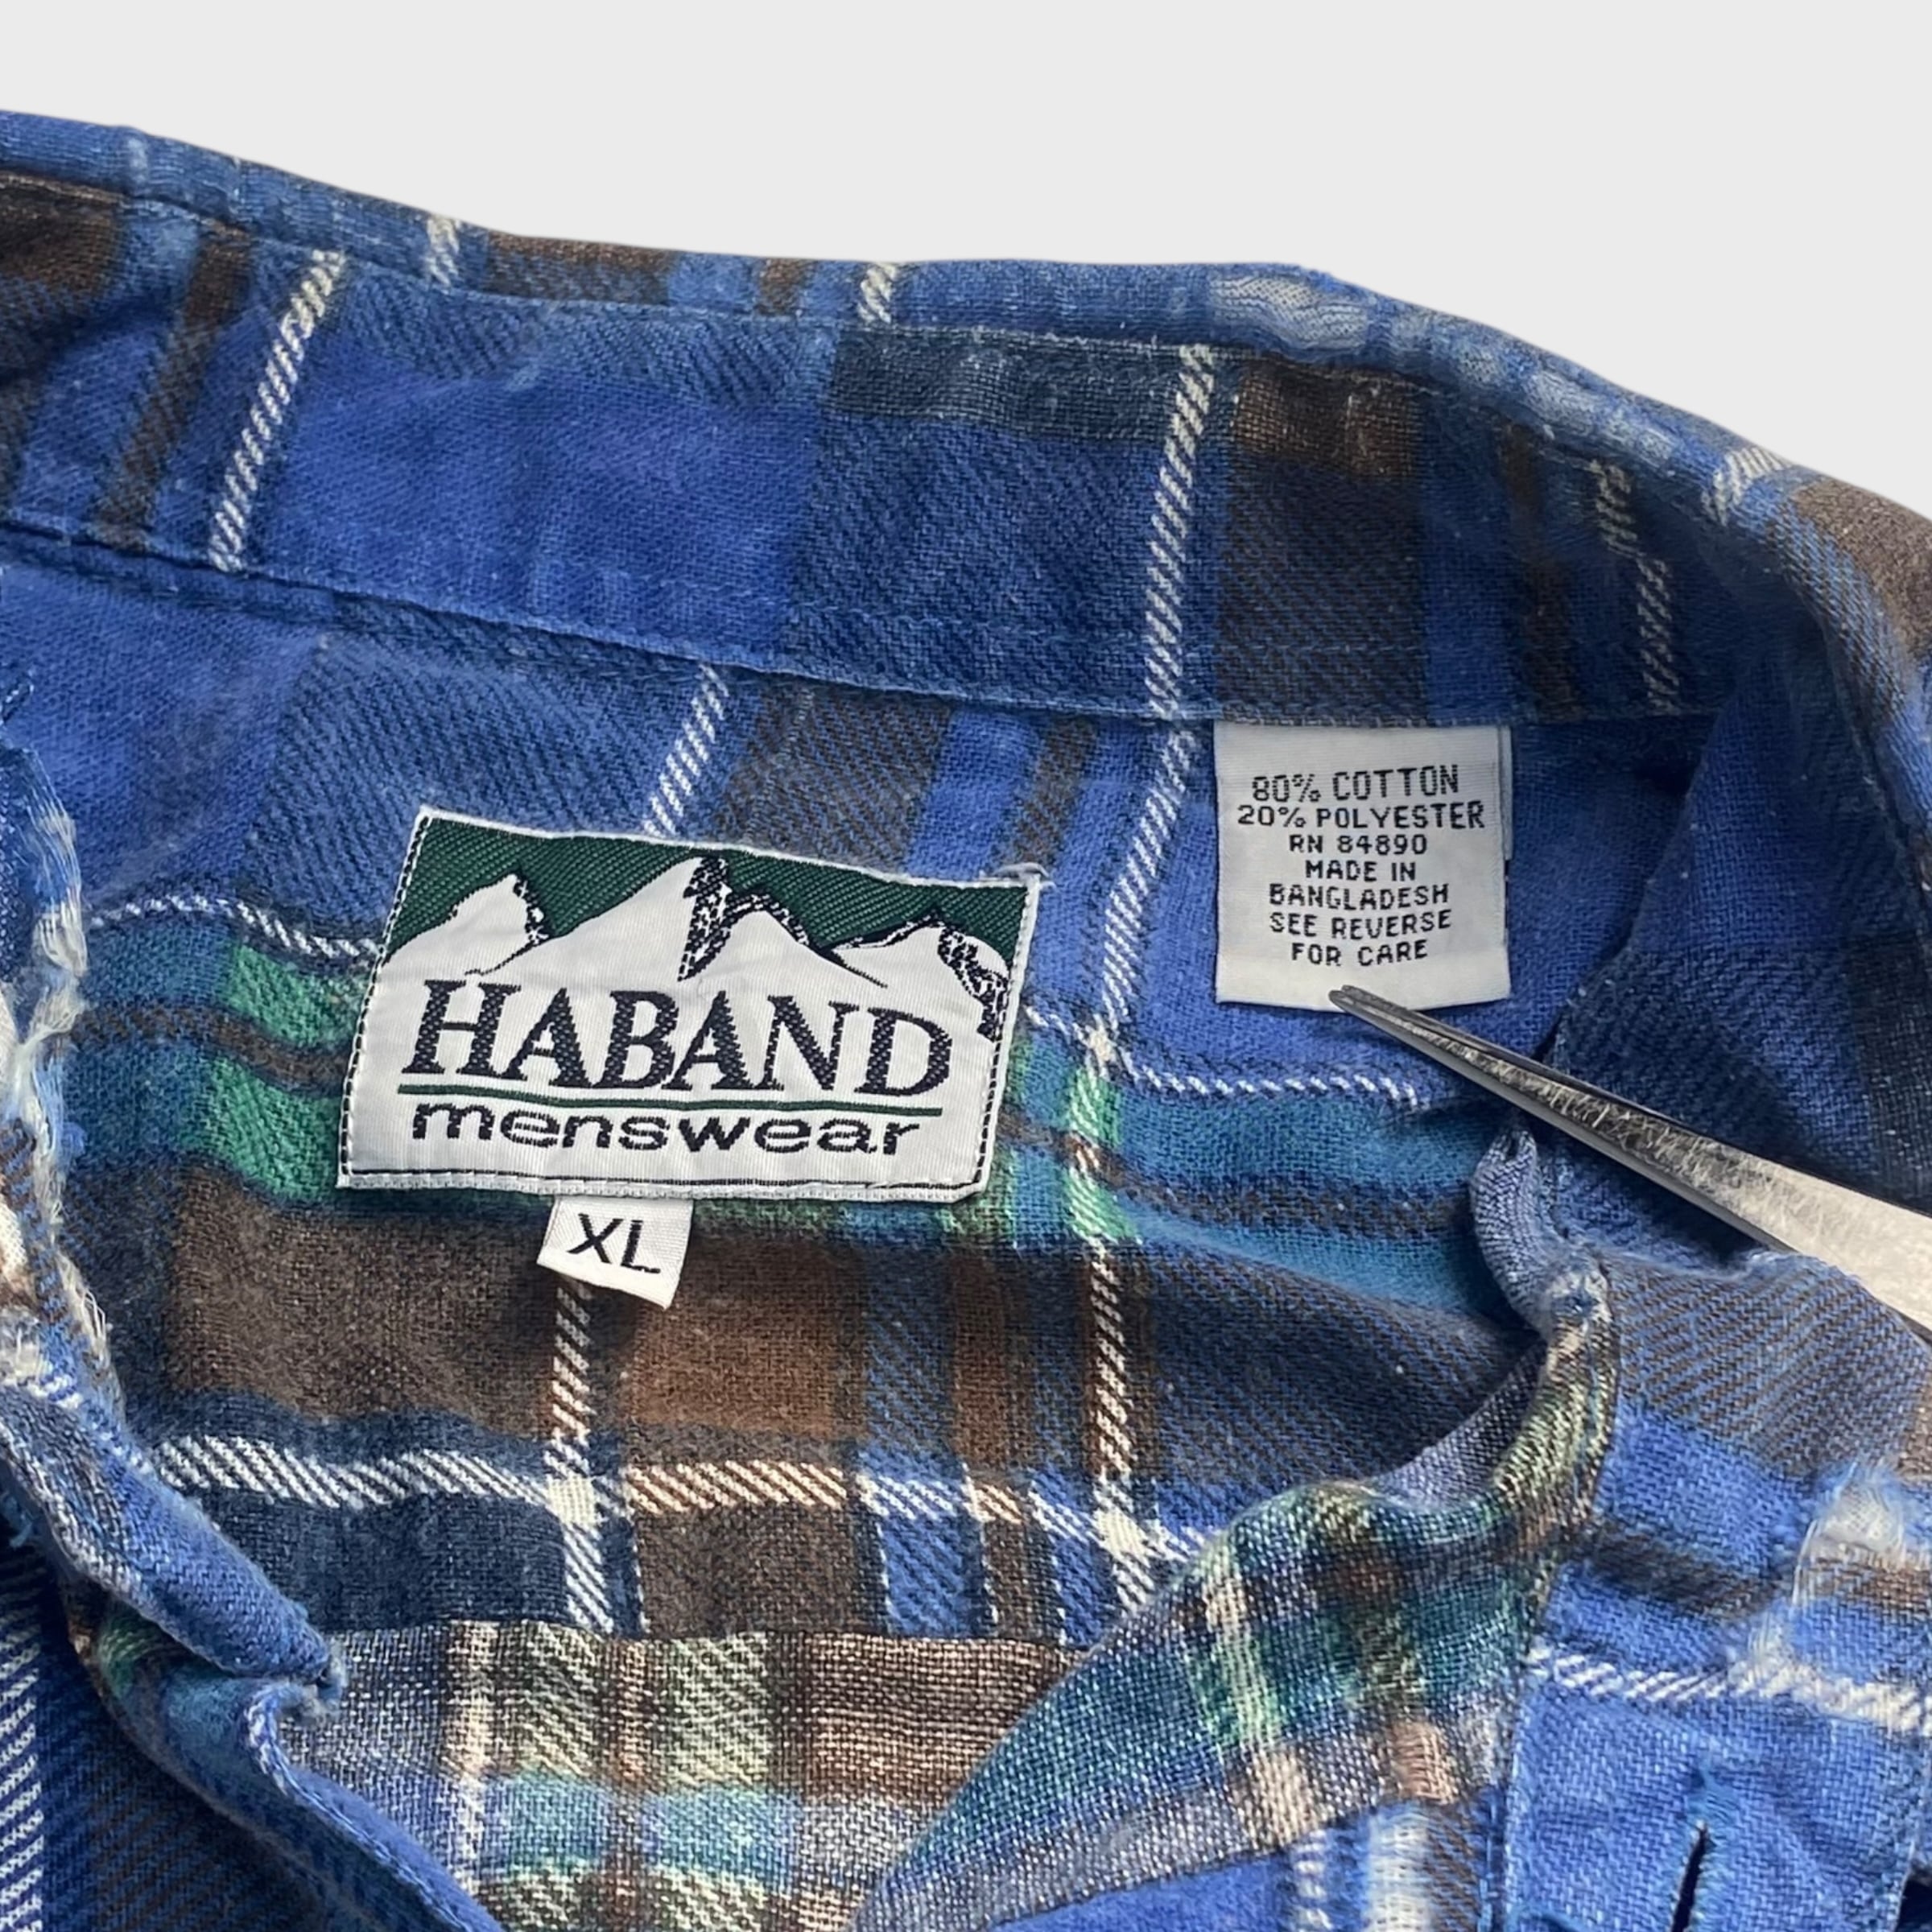 HABAND
menswear
XL
80% COTTON
20% POLYESTER
RN 84890
MADE IN
BANGLADESH
SEE REVERSE
FOR CARE